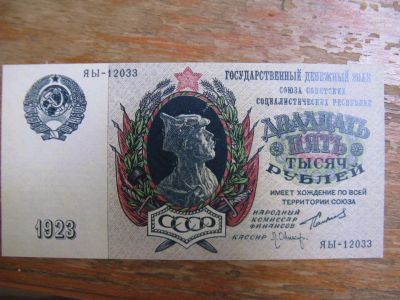 ЯЫ-12033
ГОСУДАРСТВЕННЫЙ ДЕНЕЖНЫЙ ЗНАК
СОЮЗА СОВЕТСКИХ
СОЦИАЛИСТИЧЕСКИХ РЕСПУБЛИК
ДВАДЦАТЬ
ПЯТЬ
ТЫСЯЧ
РУБЛЕЙ
ИМЕЕТ ХОЖДЕНИЕ ПО ВСЕЙ
ТЕРРИТОРИИ СОЮЗА
НАРОДНЫЙ
КОМИССАР
ФИНАНСОВ
КАССИР
ЯЫ-12033
1923
СССР